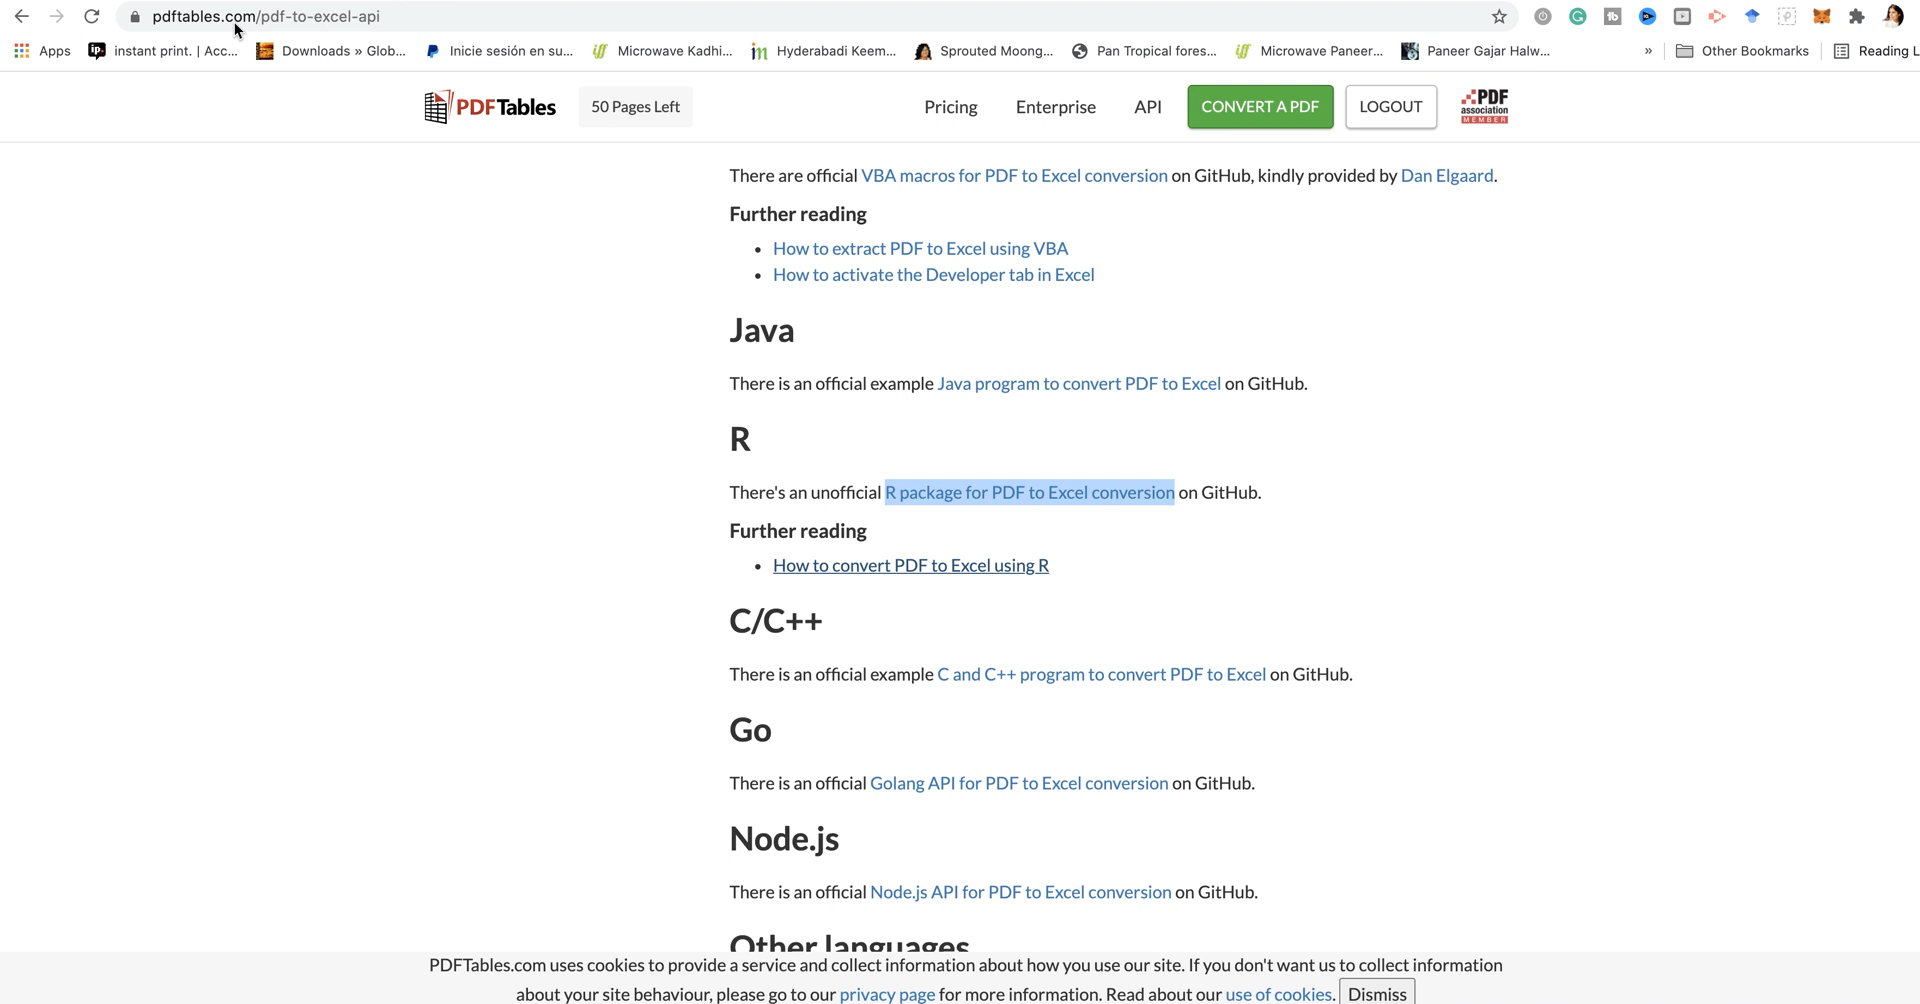 pdftables.com/pdf-to-excel-api
Apps
ip. instant print. | Acc...
Downloads » Glob...
Inicie sesión en su...
Microwave Kadhi...
Hyderabadi Keem...
Sprouted Moong...
Pan Tropical fores...
Microwave Paneer...
Paneer Gajar Halw...
»
Other Bookmarks
Reading L
PDFTables
50 Pages Left
Pricing
Enterprise
API
CONVERT A PDF
LOGOUT
PDF
association
MEMBER
There are official VBA macros for PDF to Excel conversion on GitHub, kindly provided by Dan Elgaard.
Further reading
• How to extract PDF to Excel using VBA
• How to activate the Developer tab in Excel
Java
There is an official example Java program to convert PDF to Excel on GitHub.
R
There's an unofficial R package for PDF to Excel conversion on GitHub.
Further reading
• How to convert PDF to Excel using R
C/C++
There is an official example C and C++ program to convert PDF to Excel on GitHub.
Go
There is an official Golang API for PDF to Excel conversion on GitHub.
Node.js
There is an official Node.js API for PDF to Excel conversion on GitHub.
Other languages
PDFTables.com uses cookies to provide a service and collect information about how you use our site. If you don't want us to collect information
about your site behaviour, please go to our privacy page for more information. Read about our use of cookies. Dismiss